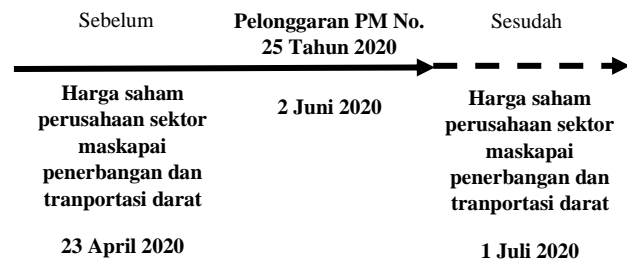 Sebelum
Pelonggaran PM No.
25 Tahun 2020
Sesudah
Harga saham
perusahaan sektor
maskapai
penerbangan dan
tranportasi darat
23 April 2020
2 Juni 2020
Harga saham
perusahaan sektor
maskapai
penerbangan dan
tranportasi darat
1 Juli 2020